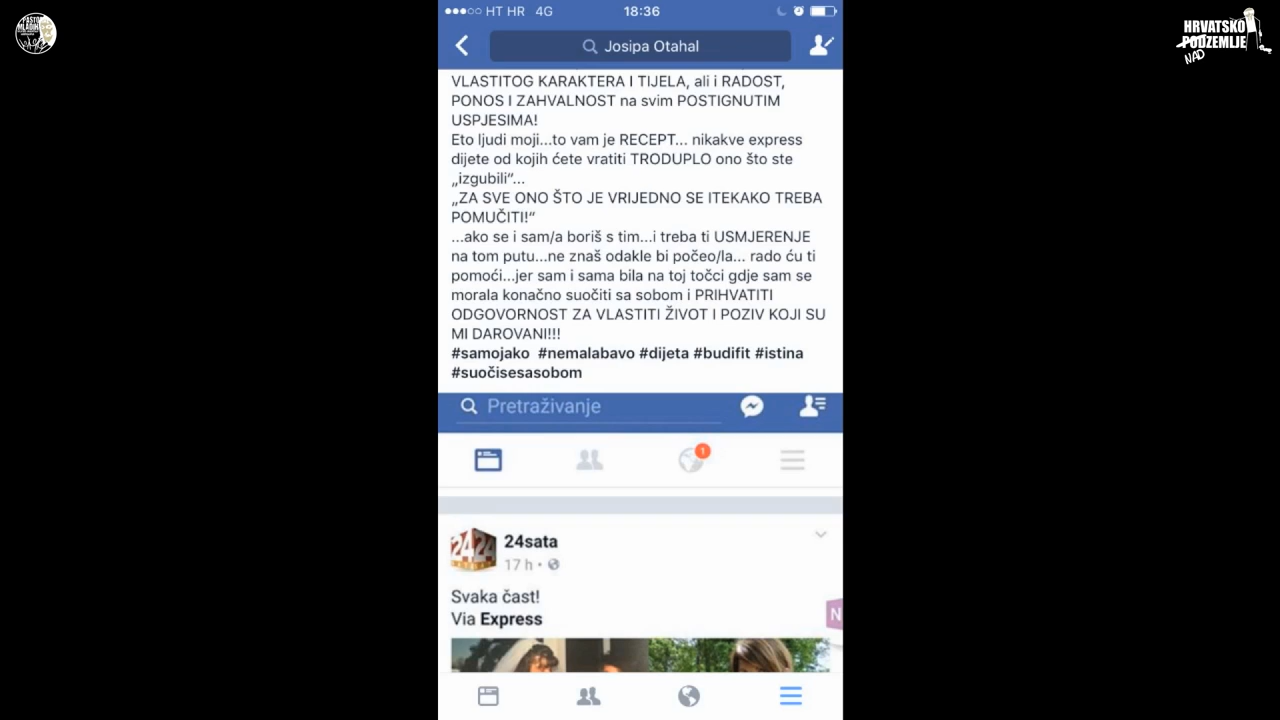 HT HR 4G 18:36
Josipa Otahal
HRVATSKO
PODZEMLJE
NAD
VLASTITOG KARAKTERA I TIJELA, ali i RADOST,
PONOS I ZAHVALNOST na svim POSTIGNUTIM
USPJESIMA!
Eto ljudi moji...to vam je RECEPT... nikakve express
dijete od kojih ćete vratiti TRODUPLO ono što ste
„izgubili“...
„ZA SVE ONO ŠTO JE VRIJEDNO SE ITEKAKO TREBA
POMUČITI!“
...ako se i sam/a boriš s tim...i treba ti USMJERENJE
na tom putu...ne znaš odakle bi počeo/la... rado ću ti
pomoći...jer sam i sama bila na toj točci gdje sam se
morala konačno suočiti sa sobom i PRIHVATITI
ODGOVORNOST ZA VLASTITI ŽIVOT I POZIV KOJI SU
MI DAROVANI!!!
#samojako #nemalabavo #dijeta #budifit #istina
#suočisesasobom
Pretraživanje
1
24sata
17 h
Svaka čast!
Via Express
N